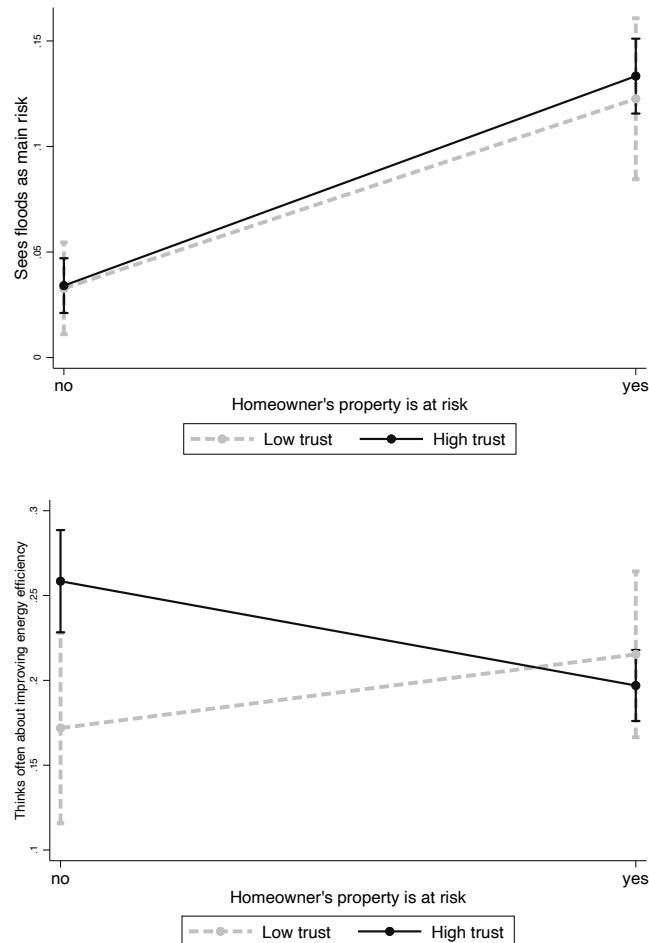 .15
.1
.05
0
Sees floods as main risk
no yes
Homeowner's property is at risk
Low trust High trust
.3
.25
.2
.15
.1
Thinks often about improving energy efficiency
no yes
Homeowner's property is at risk
Low trust High trust